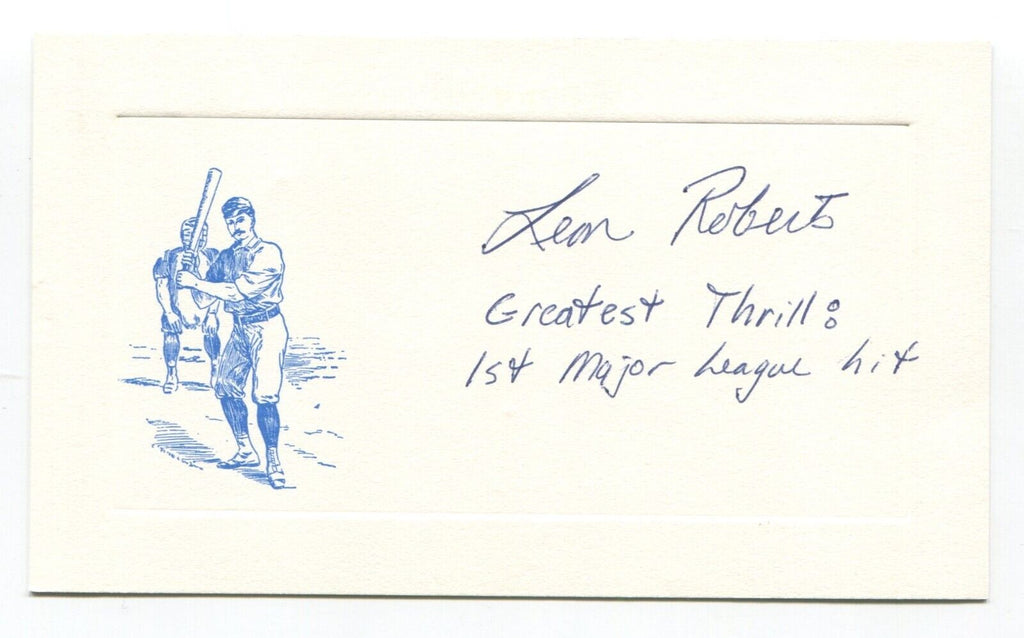 Leon Roberts
Greatest Thrill:
1st Major League hit